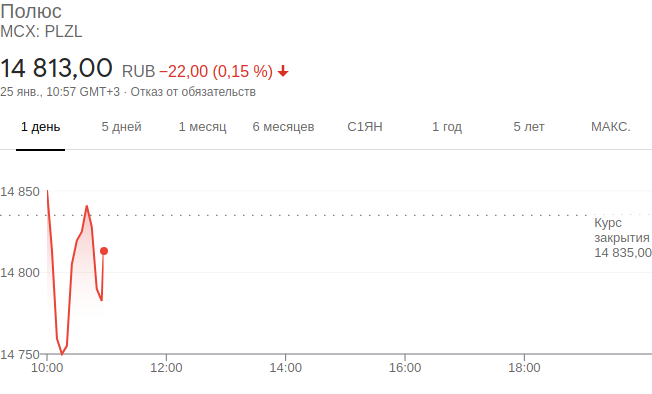 Полюс
MCX: PLZL
14 813,00 RUB −22,00 (0,15 %)
25 янв., 10:57 GMT+3 · Отказ от обязательств
1 день 5 дней 1 месяц 6 месяцев С1ЯН 1 год 5 лет МАКС.
14 850
Курс
закрытия
14 835,00
14 800
14 750
10:00 12:00 14:00 16:00 18:00